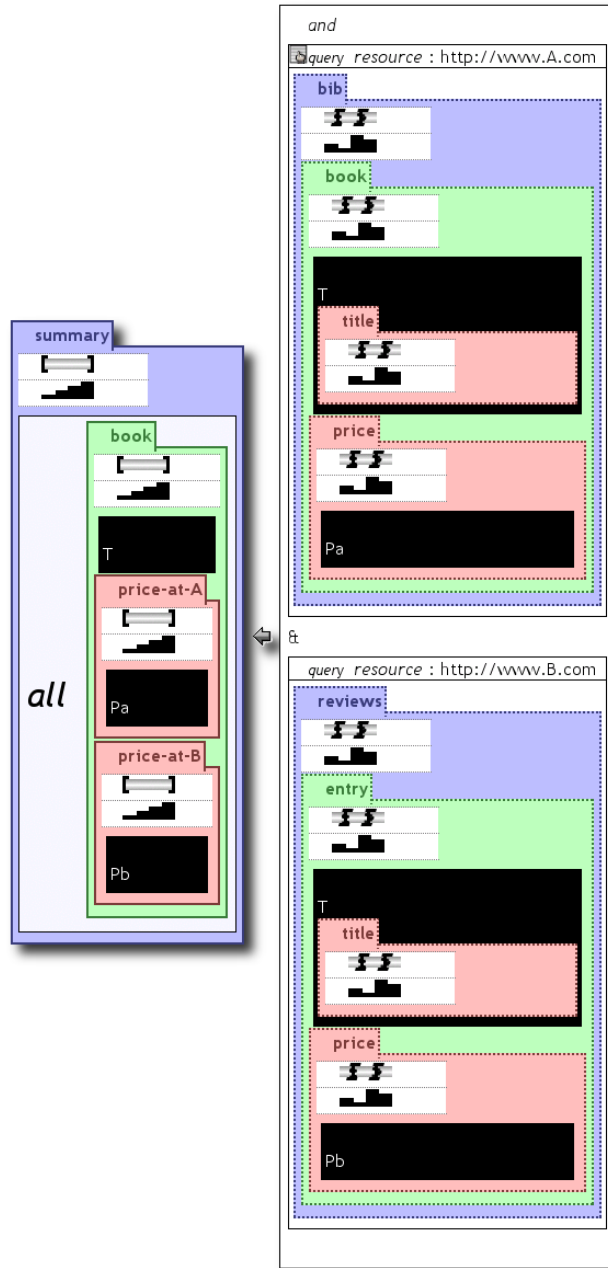 summary
all
book
T
price-at-A
Pa
price-at-B
Pb
and
query resource : http://www.A.com
bib
book
T
title
price
Pa
&
query resource : http://www.B.com
reviews
entry
T
title
price
Pb